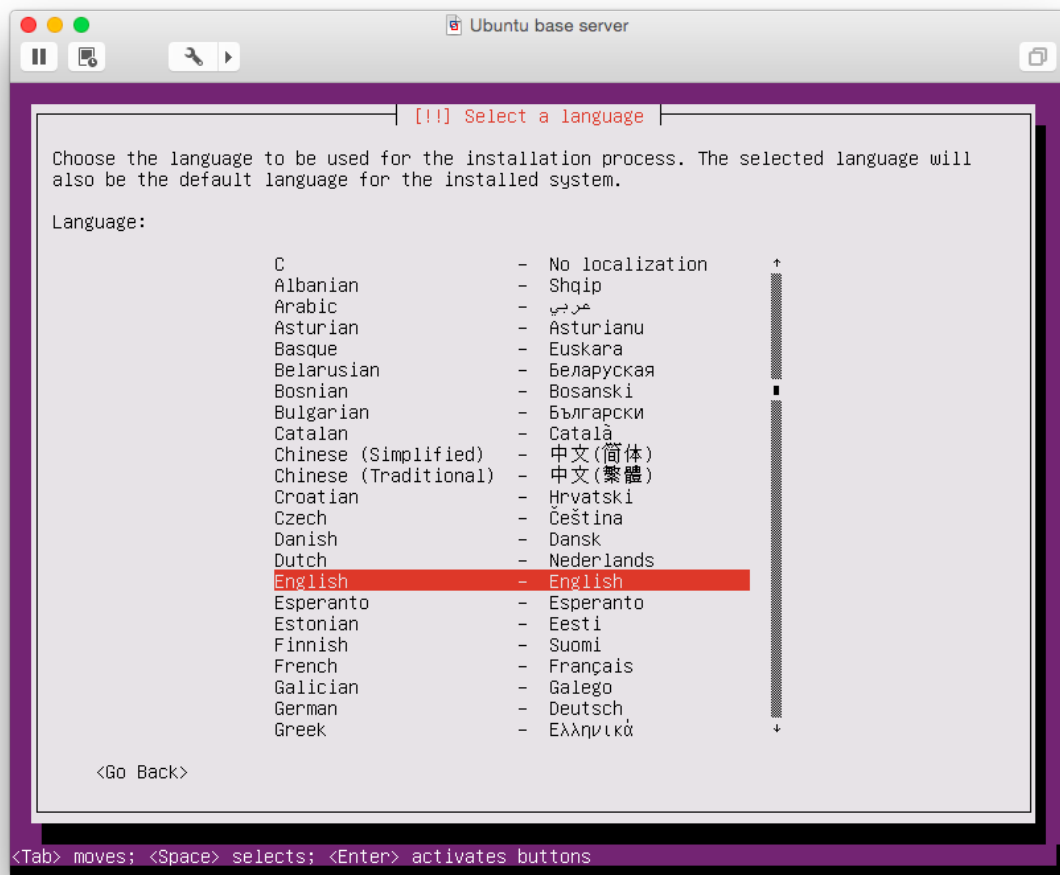 Ubuntu base server
[!!] Select a language
Choose the language to be used for the installation process. The selected language will
also be the default language for the installed system.
Language:
C - No localization
Albanian - Shqip
Arabic - عربي
Asturian - Asturianu
Basque - Euskara
Belarusian - Беларуская
Bosnian - Bosanski
Bulgarian - Български
Catalan - Català
Chinese (Simplified) - 中文(简体)
Chinese (Traditional) - 中文(繁體)
Croatian - Hrvatski
Czech - Čeština
Danish - Dansk
Dutch - Nederlands
English - English
Esperanto - Esperanto
Estonian - Eesti
Finnish - Suomi
French - Français
Galician - Galego
German - Deutsch
Greek - Ελληνικά
<Go Back>
<Tab> moves; <Space> selects; <Enter> activates buttons